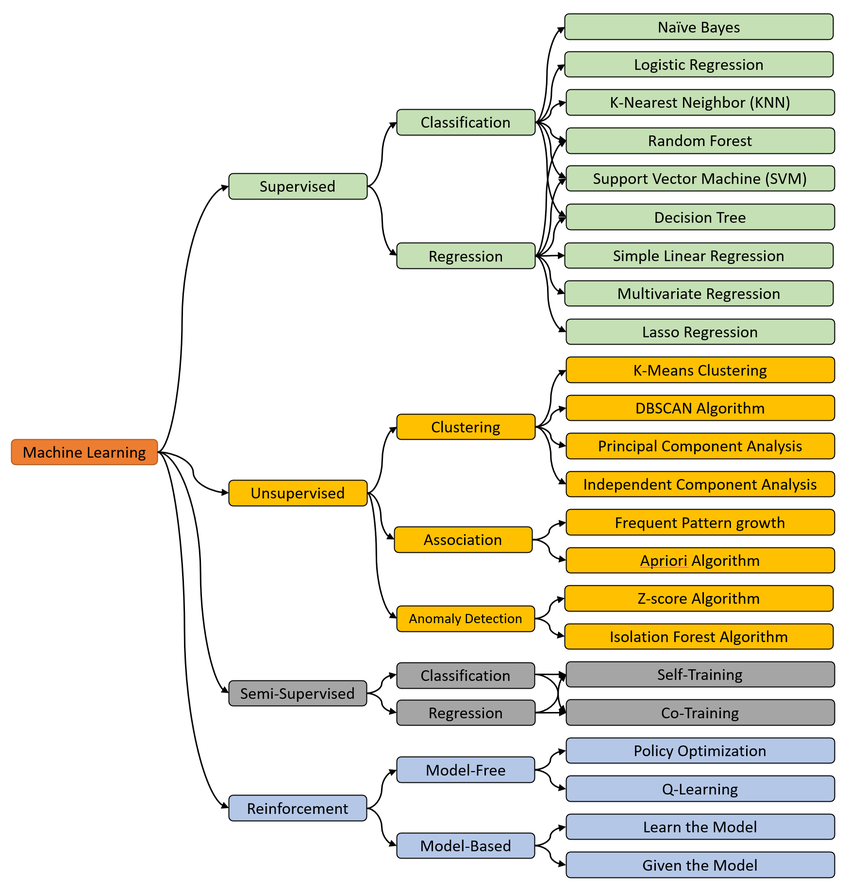 Machine Learning
Supervised
Classification
Regression
Naïve Bayes
Logistic Regression
K-Nearest Neighbor (KNN)
Random Forest
Support Vector Machine (SVM)
Decision Tree
Simple Linear Regression
Multivariate Regression
Lasso Regression
Unsupervised
Clustering
K-Means Clustering
DBSCAN Algorithm
Principal Component Analysis
Independent Component Analysis
Association
Frequent Pattern growth
Apriori Algorithm
Anomaly Detection
Z-score Algorithm
Isolation Forest Algorithm
Semi-Supervised
Classification
Regression
Self-Training
Co-Training
Reinforcement
Model-Free
Policy Optimization
Q-Learning
Model-Based
Learn the Model
Given the Model